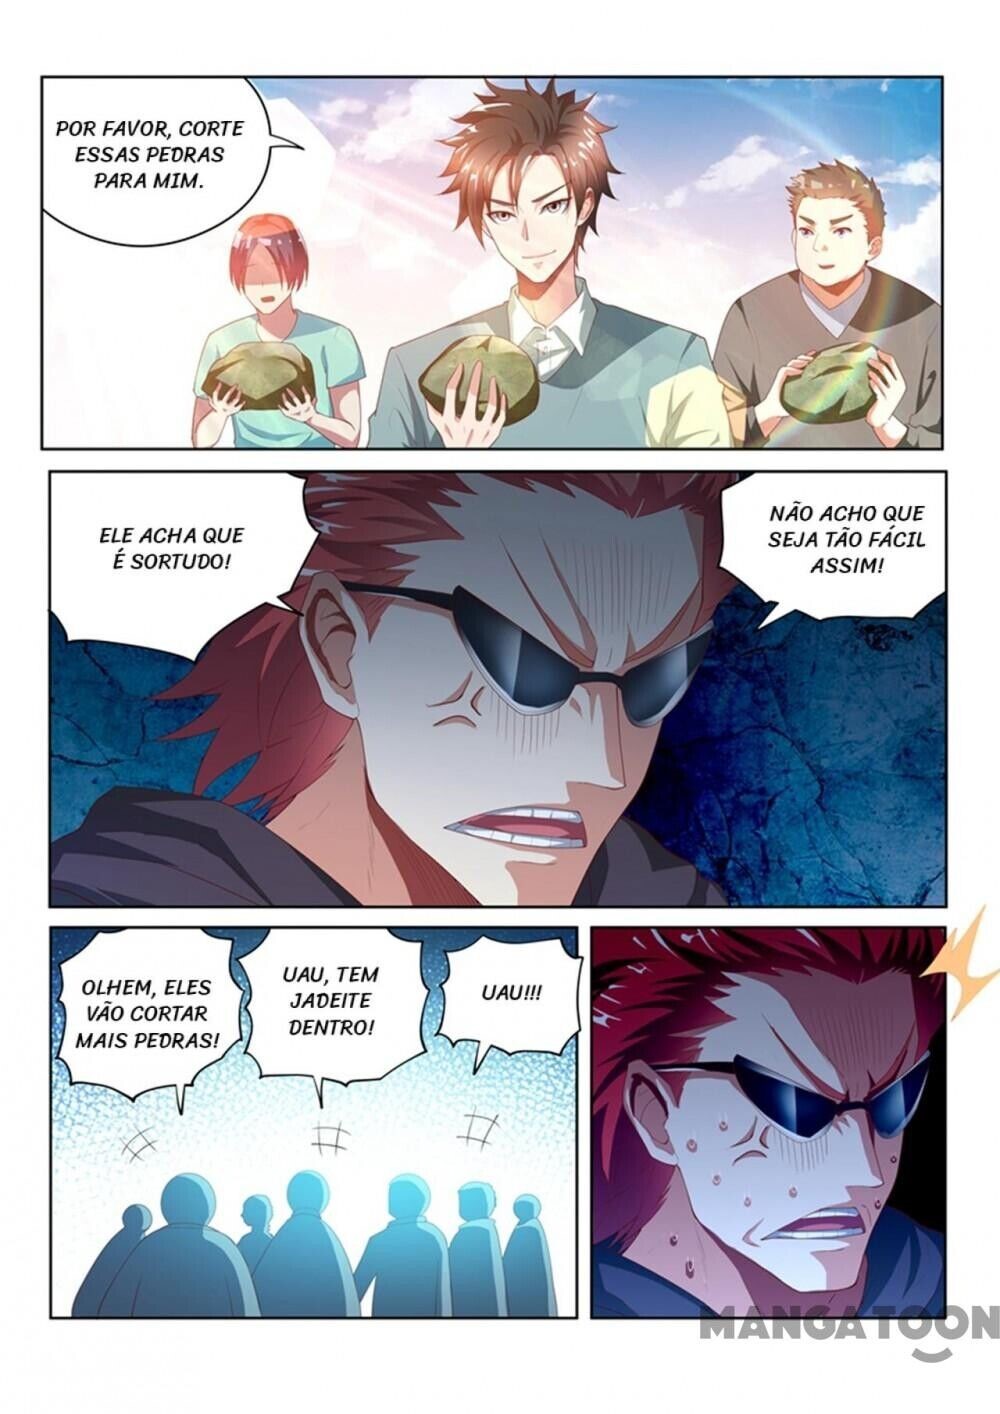 POR FAVOR, CORTE
ESSAS PEDRAS
PARA MIM.
ELE ACHA QUE
É SORTUDO!
NÃO ACHO QUE
SEJA TÃO FÁCIL
ASSIM!
OLHEM, ELES
VÃO CORTAR
MAIS PEDRAS!
UAU, TEM
JADEITE
DENTRO!
UAU!!!
MANGATOON